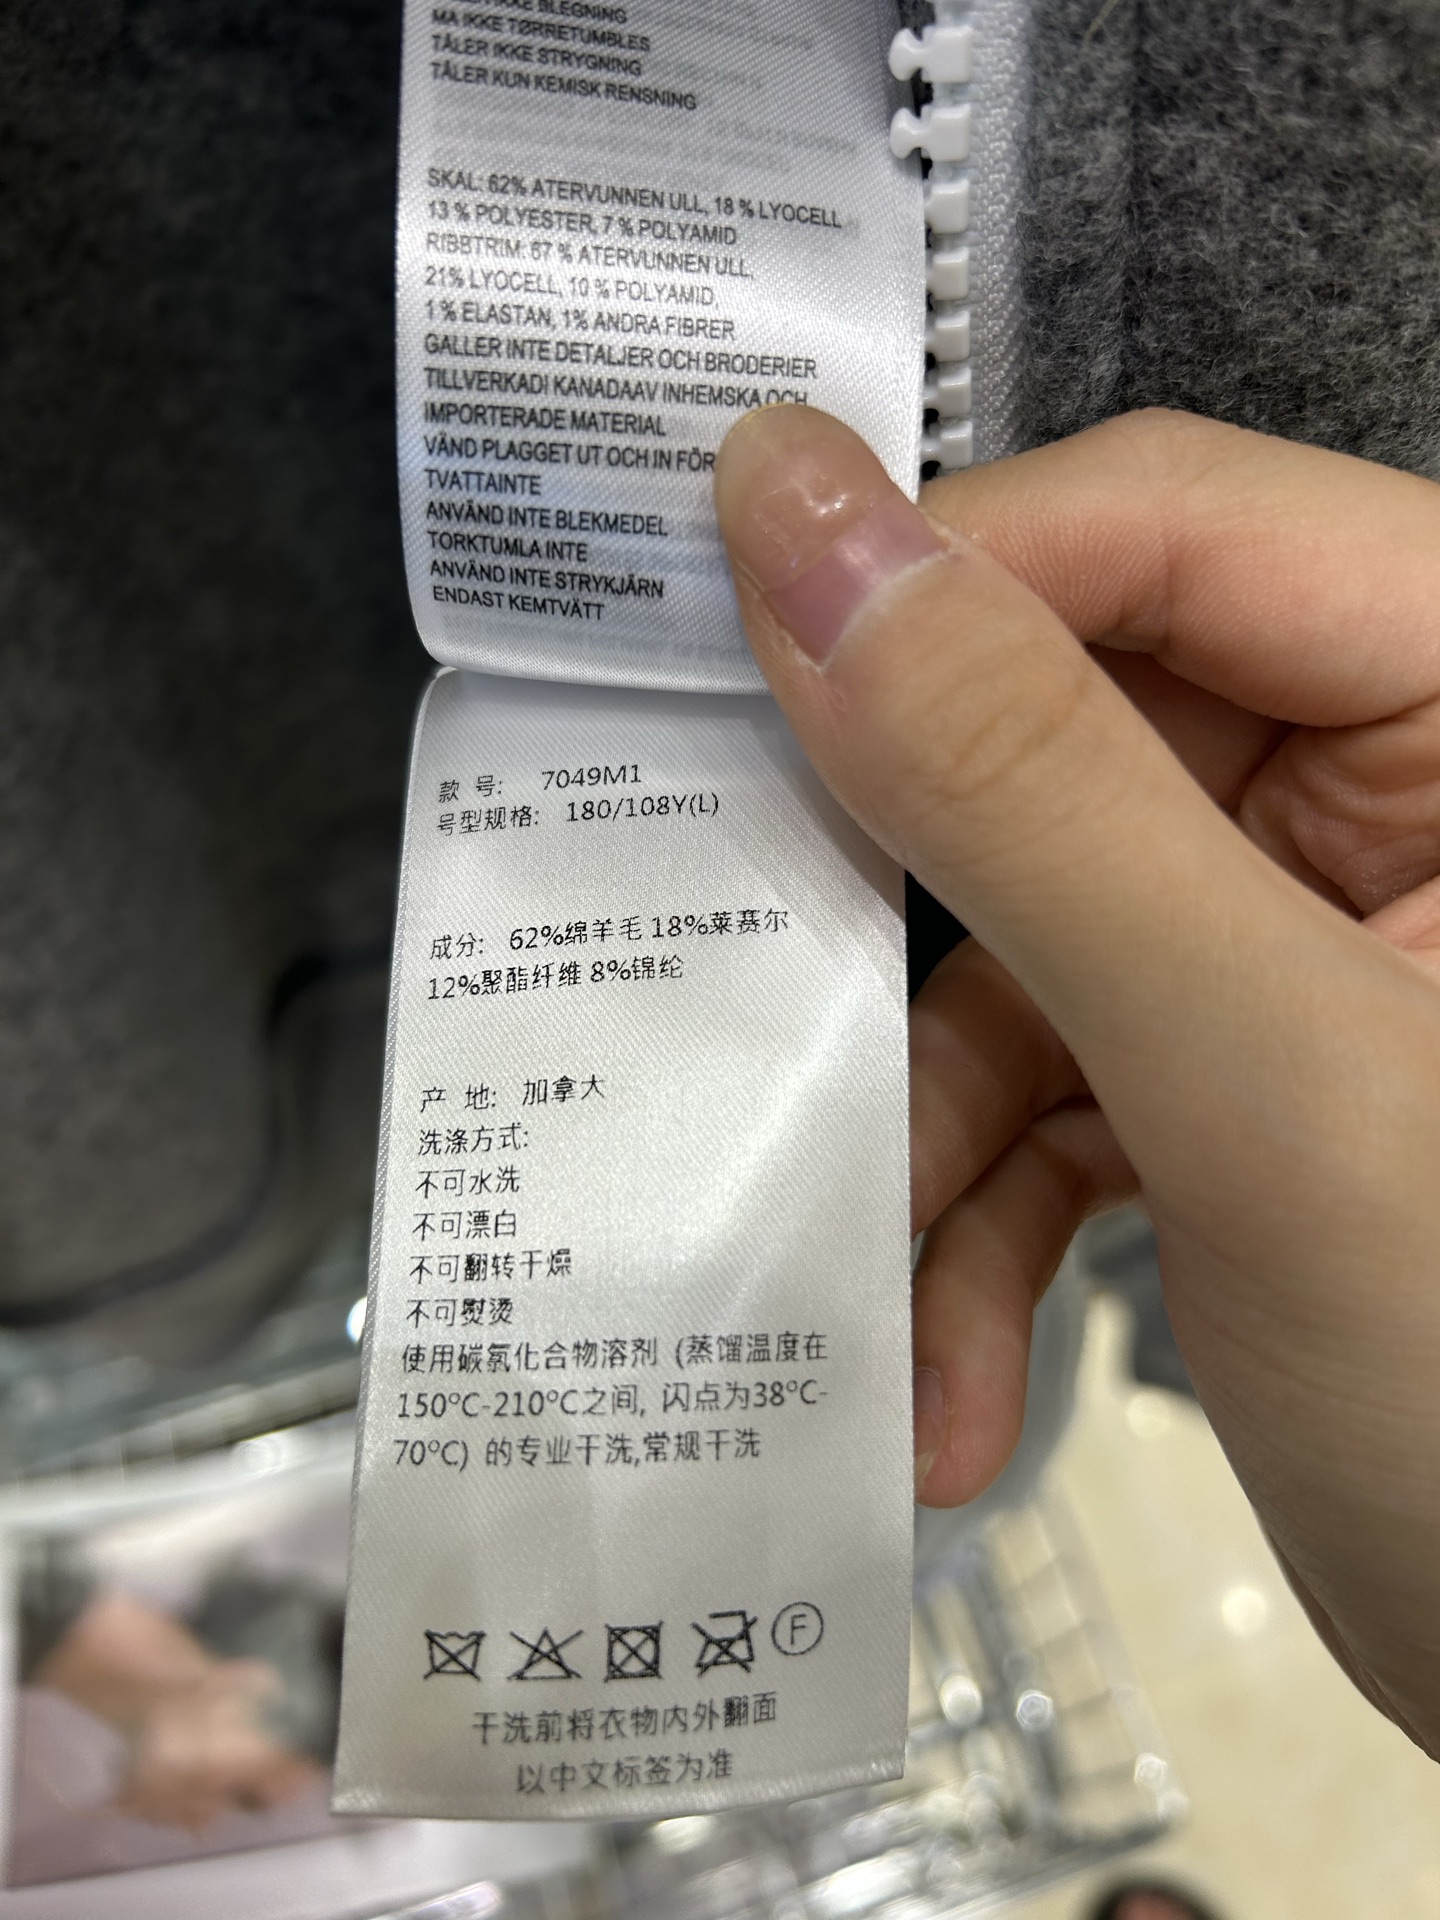 IKKE BLEGNING
MA IKKE TØRRETUMBLES
TÅLER IKKE STRYGNING
TÅLER KUN KEMISK RENSNING
SKAL: 62% ATERVUNNEN ULL, 18 % LYOCELL
13 % POLYESTER, 7 % POLYAMID
RIBBTRIM: 67 % ATERVUNNEN ULL,
21% LYOCELL, 10 % POLYAMID,
1 % ELASTAN, 1% ANDRA FIBRER
GALLER INTE DETALJER OCH BRODERIER
TILLVERKADI KANADAAV INHEMSKA OCH
IMPORTERADE MATERIAL
VÄND PLAGGET UT OCH IN FÖR
TVATTAINTE
ANVÄND INTE BLEKMEDEL
TORKTUMLA INTE
ANVÄND INTE STRYKJÄRN
ENDAST KEMTVÄTT
款 号: 7049M1
号型规格: 180/108Y(L)
成分: 62%绵羊毛 18%莱赛尔
12%聚酯纤维 8%锦纶
产 地: 加拿大
洗涤方式:
不可水洗
不可漂白
不可翻转干燥
不可熨烫
使用碳氢化合物溶剂 (蒸馏温度在
150°C-210°C之间, 闪点为38°C-
70°C) 的专业干洗,常规干洗
F
干洗前将衣物内外翻面
以中文标签为准